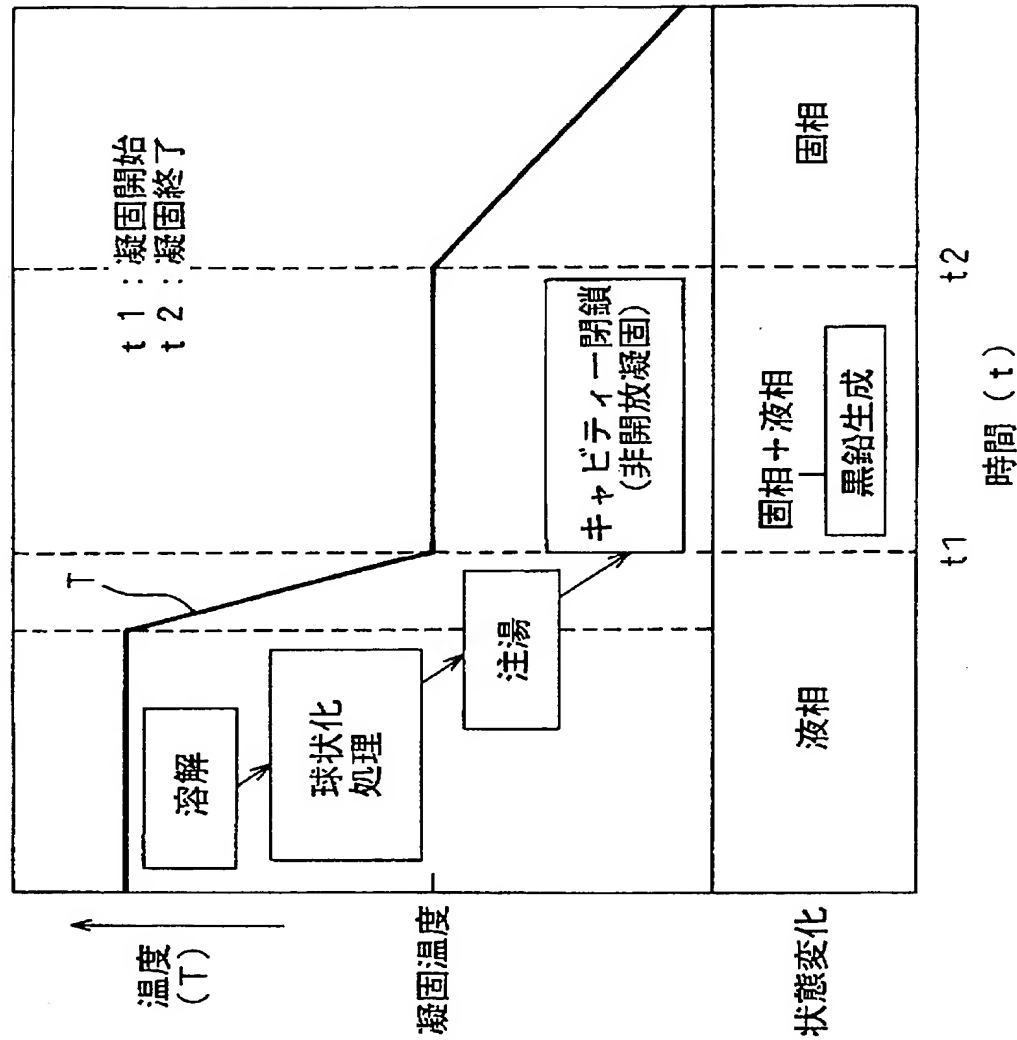 温度
(T)
t1:凝固開始
t2:凝固終了
T
溶解
球状化
処理
凝固温度
注湯
キャビティー閉鎖
(非開放凝固)
状態変化
液相
固相+液相
黒鉛生成
固相
t1
t2
時間(t)